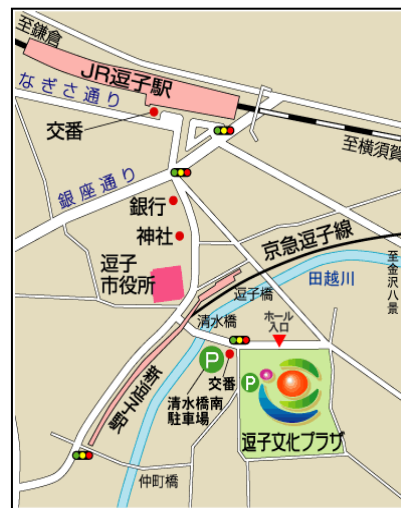 至鎌倉
JR逗子駅
なぎさ通り
交番
至横須賀
銀座通り
銀行
神社
京急逗子線
逗子
市役所
至金沢八景
田越川
逗子橋
清水橋
ホール
入口
P
交番
P
清水橋南
駐車場
新逗子駅
逗子文化プラザ
仲町橋